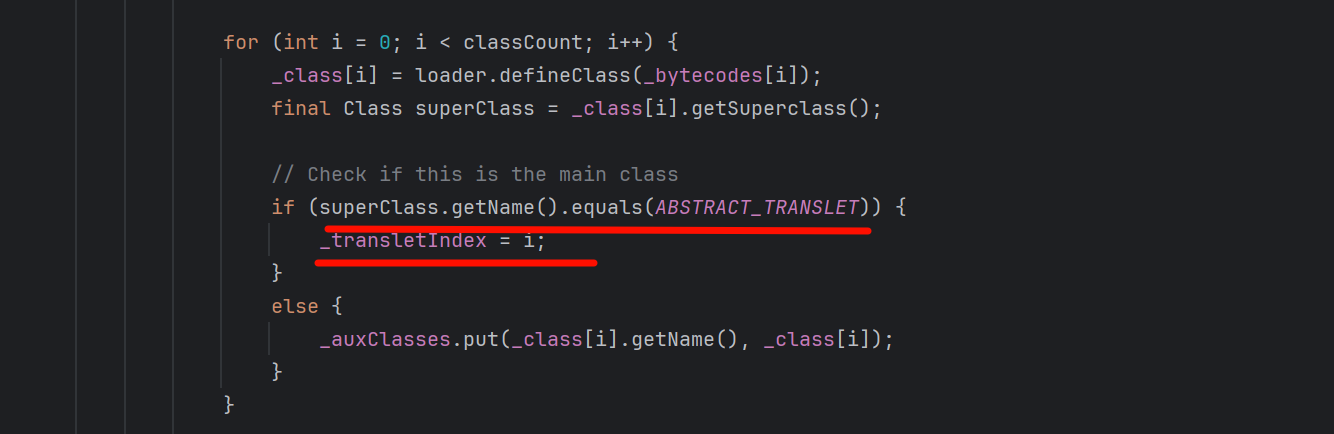 for (int i = 0; i < classCount; i++) {
_class[i] = loader.defineClass(_bytecodes[i]);
final Class superClass = _class[i].getSuperclass();
// Check if this is the main class
if (superClass.getName().equals(ABSTRACT_TRANSLET)) {
_transletIndex = i;
}
else {
_auxClasses.put(_class[i].getName(), _class[i]);
}
}